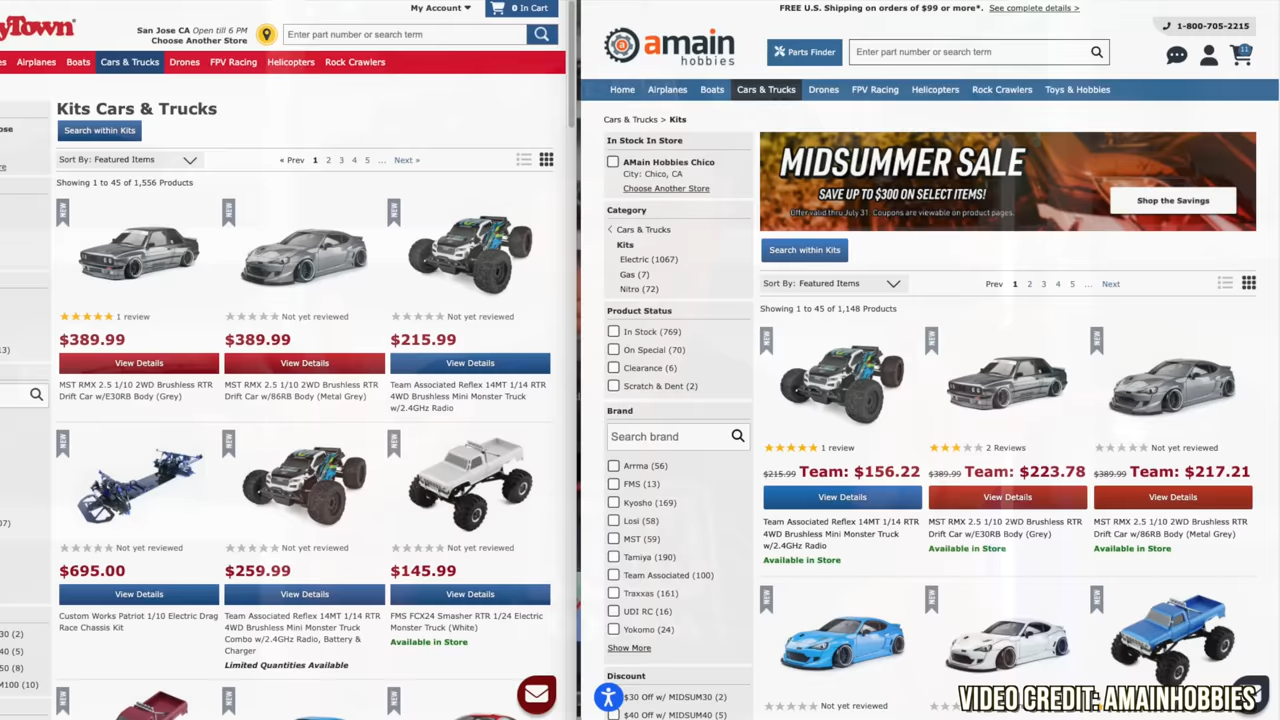 My Account
0 In Cart
San Jose CA Open till 6 PM
Choose Another Store
Enter part number or search term
Airplanes
Boats
Cars & Trucks
Drones
FPV Racing
Helicopters
Rock Crawlers
Kits Cars & Trucks
Search within Kits
Sort By: Featured Items
« Prev 1 2 3 4 5 ... Next »
Showing 1 to 45 of 1,556 Products
NEW
NEW
NEW
1 review
Not yet reviewed
Not yet reviewed
$389.99
$389.99
$215.99
View Details
View Details
View Details
MST RMX 2.5 1/10 2WD Brushless RTR
Drift Car w/E30RB Body (Grey)
MST RMX 2.5 1/10 2WD Brushless RTR
Drift Car w/86RB Body (Metal Grey)
Team Associated Reflex 14MT 1/14 RTR
4WD Brushless Mini Monster Truck
w/2.4GHz Radio
NEW
NEW
NEW
Not yet reviewed
Not yet reviewed
Not yet reviewed
$695.00
$259.99
$145.99
View Details
View Details
View Details
Custom Works Patriot 1/10 Electric Drag
Race Chassis Kit
Team Associated Reflex 14MT 1/14 RTR
4WD Brushless Mini Monster Truck
Combo w/2.4GHz Radio, Battery &
Charger
Limited Quantities Available
FMS FCX24 Smasher RTR 1/24 Electric
Monster Truck (White)
Available in Store
NEW
NEW
NEW
FREE U.S. Shipping on orders of $99 or more*. See complete details >
1-800-705-2215
amain
hobbies
Parts Finder
Enter part number or search term
11
Home
Airplanes
Boats
Cars & Trucks
Drones
FPV Racing
Helicopters
Rock Crawlers
Toys & Hobbies
Cars & Trucks > Kits
In Stock In Store
AMain Hobbies Chico
City: Chico, CA
Choose Another Store
Category
Cars & Trucks
Kits
Electric (1067)
Gas (7)
Nitro (72)
Product Status
In Stock (769)
On Special (70)
Clearance (6)
Scratch & Dent (2)
Brand
Search brand
Arrma (56)
FMS (13)
Kyosho (169)
Losi (58)
MST (59)
Tamiya (190)
Team Associated (100)
Traxxas (161)
UDI RC (16)
Yokomo (24)
Show More
Discount
$30 Off w/ MIDSUM30 (2)
$40 Off w/ MIDSUM40 (5)
MIDSUMMER SALE
SAVE UP TO $300 ON SELECT ITEMS!
Offer valid thru July 31. Coupons are viewable on product pages.
Shop the Savings
Search within Kits
Sort By: Featured Items
Prev 1 2 3 4 5 ... Next
Showing 1 to 45 of 1,148 Products
NEW
NEW
NEW
1 review
2 Reviews
Not yet reviewed
$215.99 Team: $156.22
$389.99 Team: $223.78
$389.99 Team: $217.21
View Details
View Details
View Details
Team Associated Reflex 14MT 1/14 RTR
4WD Brushless Mini Monster Truck
w/2.4GHz Radio
Available in Store
MST RMX 2.5 1/10 2WD Brushless RTR
Drift Car w/E30RB Body (Grey)
Available in Store
MST RMX 2.5 1/10 2WD Brushless RTR
Drift Car w/86RB Body (Metal Grey)
Available in Store
NEW
NEW
NEW
VIDEO CREDIT: AMAINHOBBIES